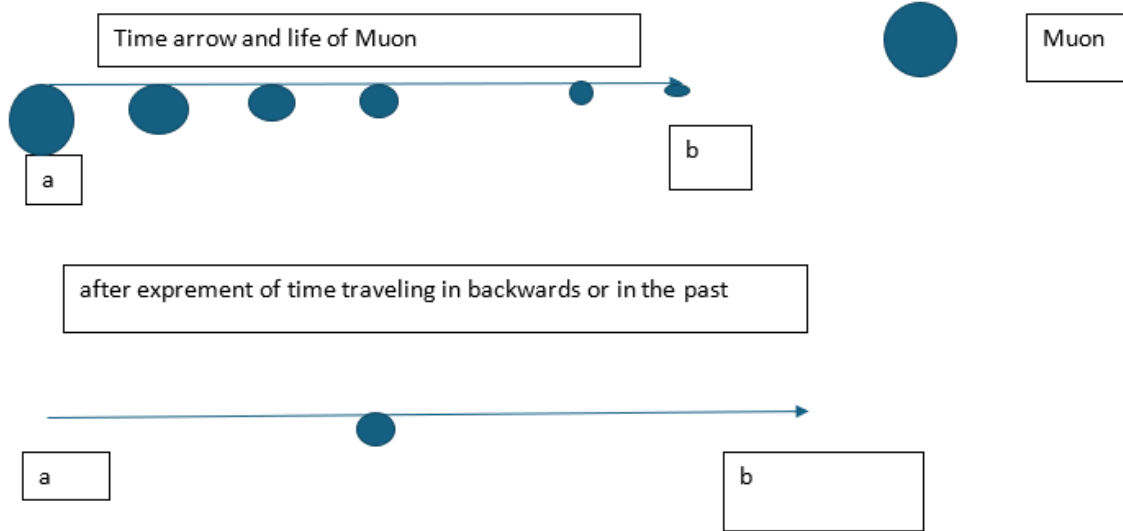 Time arrow and life of Muon
Muon
a
b
after exprement of time traveling in backwards or in the past
a
b